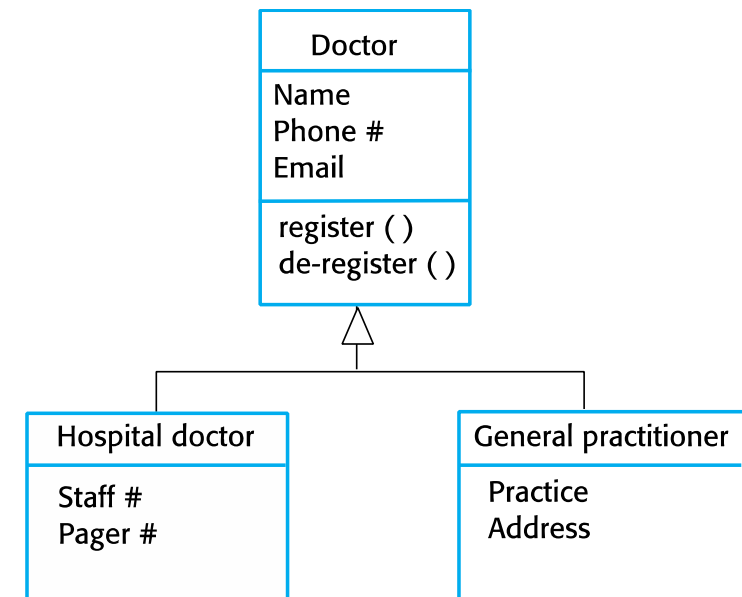 Doctor
Name
Phone #
Email
register ( )
de-register ( )
Hospital doctor
Staff #
Pager #
General practitioner
Practice
Address